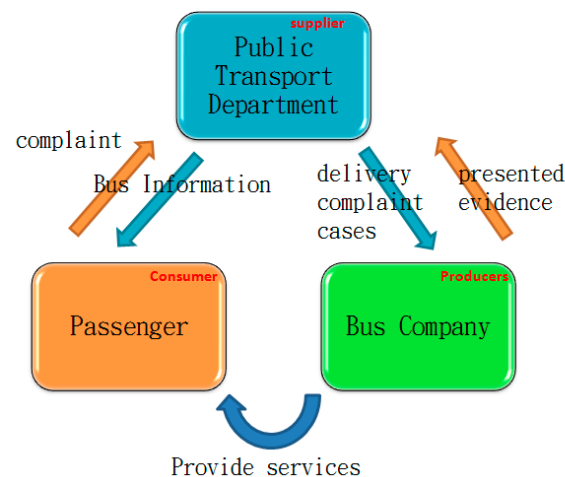 supplier
Public
Transport
Department
complaint
Bus Information
delivery
complaint
cases
presented
evidence
Consumer
Passenger
Producers
Bus Company
Provide services